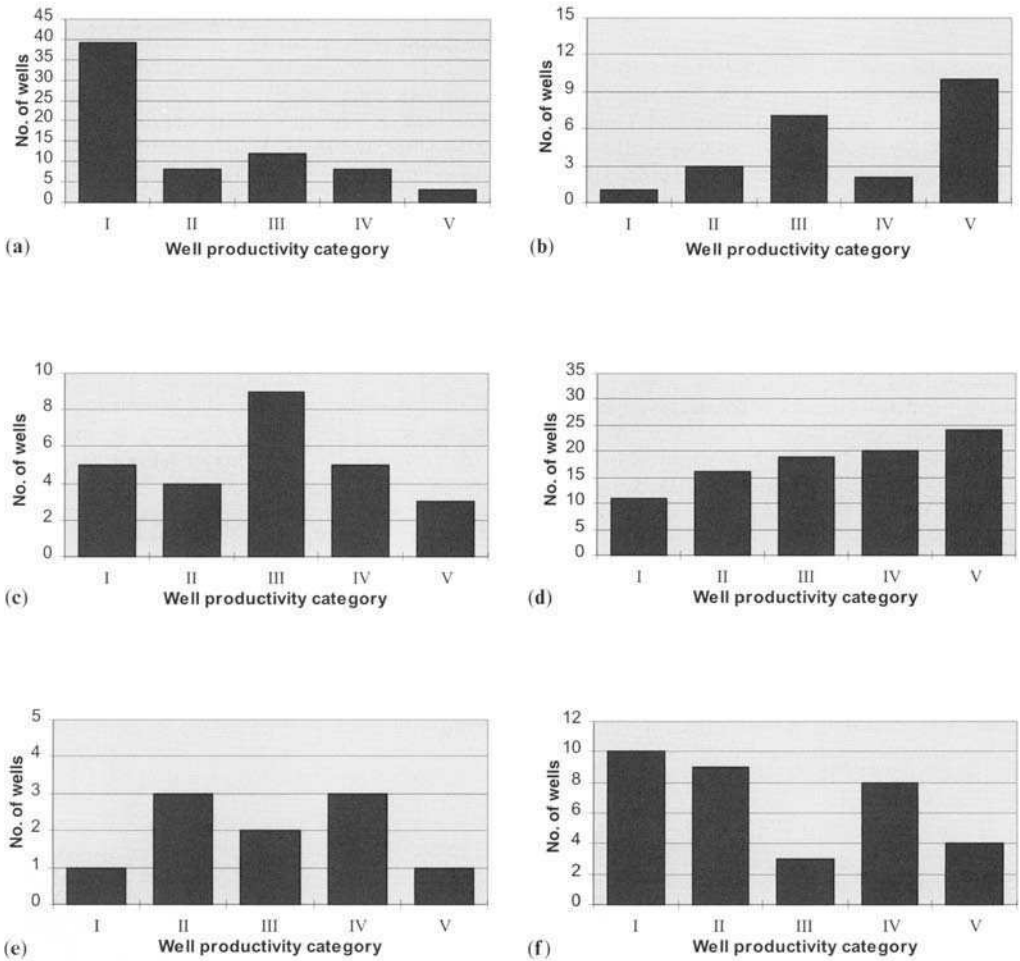 45
40
35
30
25
20
15
10
5
0
No. of wells
I II III IV V
(a) Well productivity category
15
12
9
6
3
0
No. of wells
I II III IV V
(b) Well productivity category
10
8
6
4
2
0
No. of wells
I II III IV V
(c) Well productivity category
35
30
25
20
15
10
5
0
No. of wells
I II III IV V
(d) Well productivity category
5
4
3
2
1
0
No. of wells
I II III IV V
(e) Well productivity category
12
10
8
6
4
2
0
No. of wells
I II III IV V
(f) Well productivity category